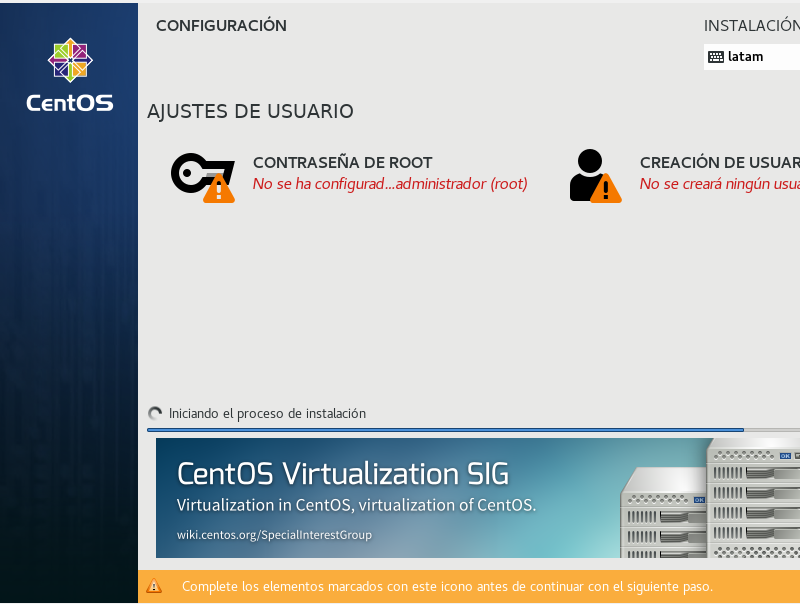 CONFIGURACIÓN
INSTALACIÓN
latam
CentOS
AJUSTES DE USUARIO
CONTRASEÑA DE ROOT
No se ha configurad...administrador (root)
CREACIÓN DE USUAR
No se creará ningún usua
Iniciando el proceso de instalación
CentOS Virtualization SIG
Virtualization in CentOS, virtualization of CentOS.
wiki.centos.org/SpecialInterestGroup
OK
OK
Complete los elementos marcados con este icono antes de continuar con el siguiente paso.